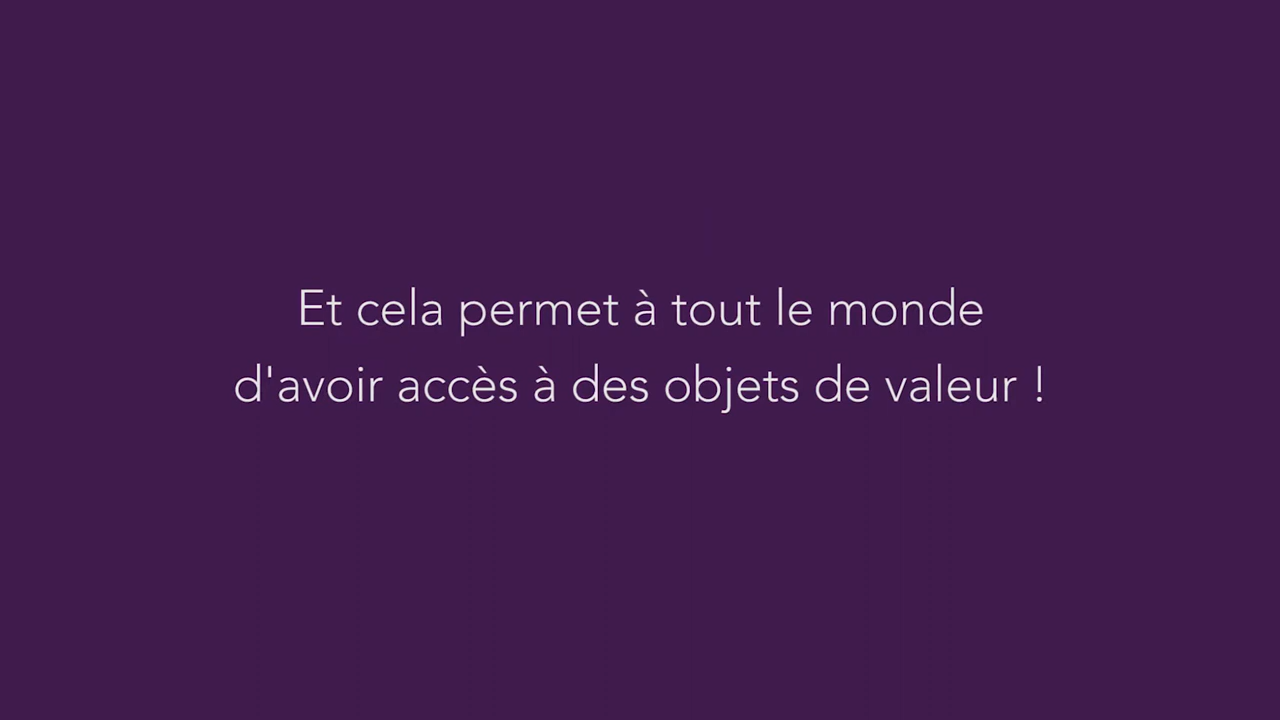 Et cela permet à tout le monde
d'avoir accès à des objets de valeur !